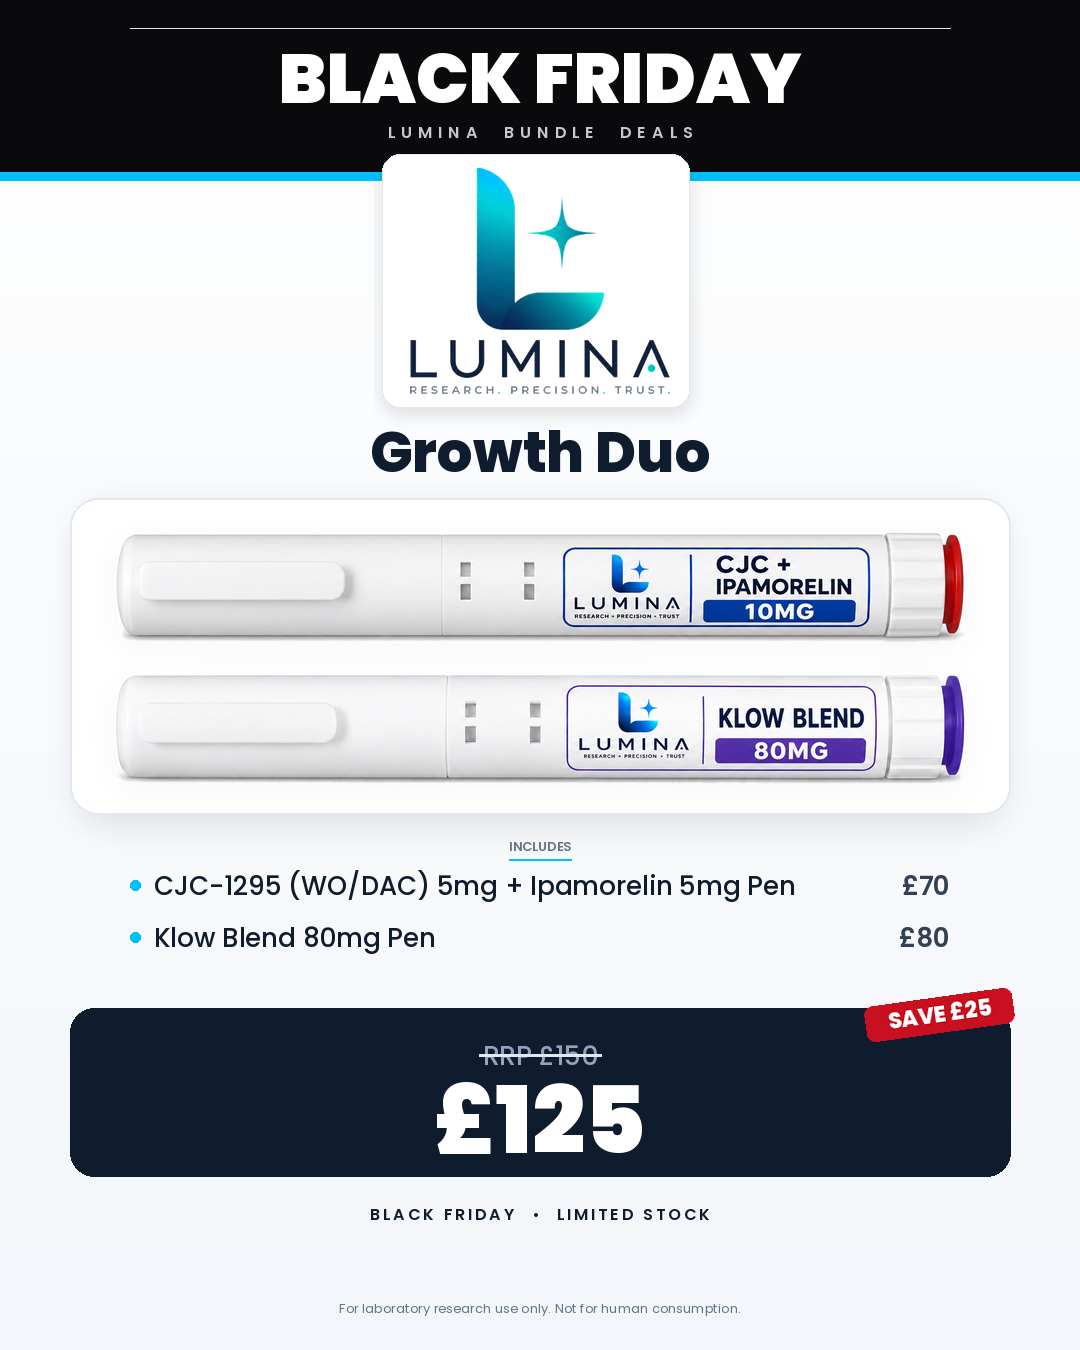 BLACK FRIDAY
LUMINA BUNDLE DEALS
LUMINA
RESEARCH. PRECISION. TRUST.
Growth Duo
LUMINA
RESEARCH • PRECISION • TRUST
CJC +
IPAMORELIN
10MG
LUMINA
RESEARCH • PRECISION • TRUST
KLOW BLEND
80MG
INCLUDES
CJC-1295 (WO/DAC) 5mg + Ipamorelin 5mg Pen £70
Klow Blend 80mg Pen £80
SAVE £25
RRP £150
£125
BLACK FRIDAY • LIMITED STOCK
For laboratory research use only. Not for human consumption.